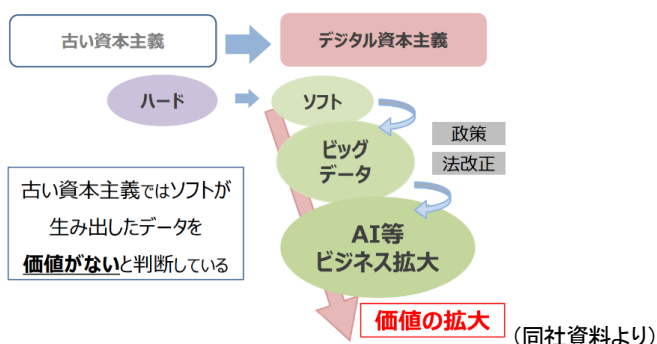 古い資本主義
デジタル資本主義
ハード
ソフト
ビッグ
データ
政策
法改正
古い資本主義ではソフトが
生み出したデータを
価値がないと判断している
AI等
ビジネス拡大
価値の拡大
(同社資料より)